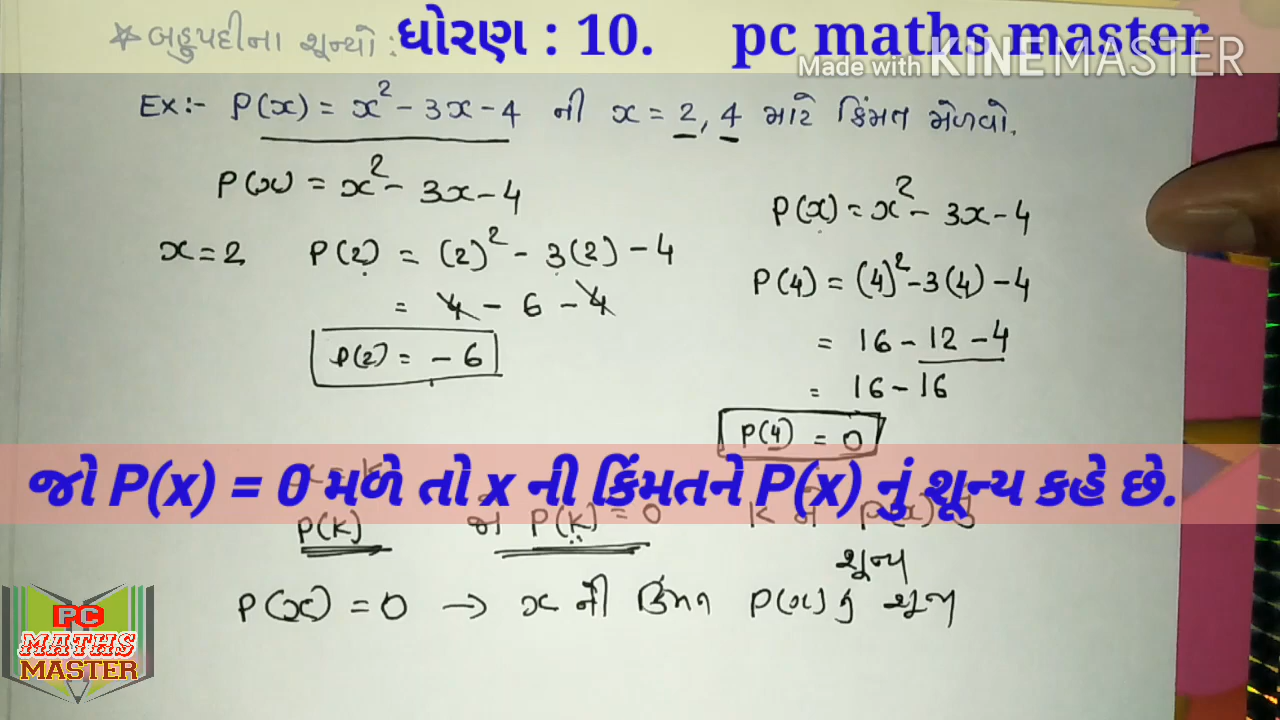 ☆ બહુપદીના શૂન્યો : ધોરણ : 10. pc maths master
Made with KINEMASTER
Ex:- P(x) = x² - 3x - 4 ની x = 2, 4 માટે કિંમત મેળવો.
P(x) = x² - 3x - 4
x = 2 P(2) = (2)² - 3(2) - 4
= 4 - 6 - 4
P(2) = - 6
P(x) = x² - 3x - 4
P(4) = (4)² - 3(4) - 4
= 16 - 12 - 4
= 16 - 16
P(4) = 0
જો P(x) = 0 મળે તો x ની કિંમતને P(x) નું શૂન્ય કહે છે.
P(K) જો P(K) = 0 K ને P(x) નું
શૂન્ય
P(x) = 0 → x ની કિંમત P(x) નું શૂન્ય
PC
MATHS
MASTER